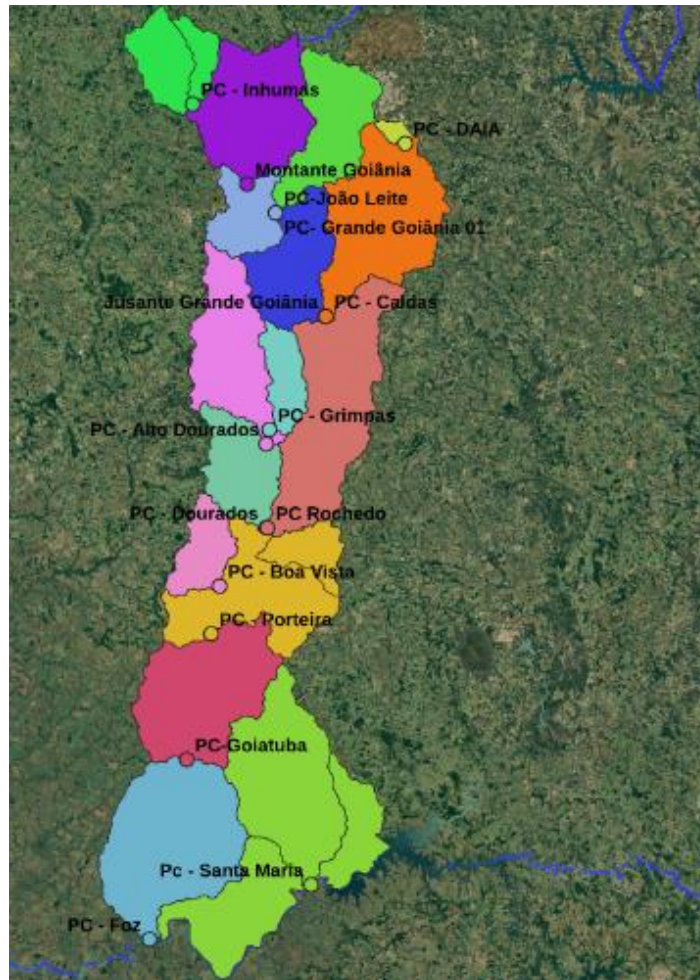 PC - Inhumas
PC - DAIA
Montante Goiânia
PC-João Leite
PC- Grande Goiânia 01
Jusante Grande Goiânia
PC - Caldas
PC - Grimpas
PC - Alto Dourados
PC - Dourados
PC Rochedo
PC - Boa Vista
PC - Porteira
PC-Goiatuba
Pc - Santa Maria
PC - Foz